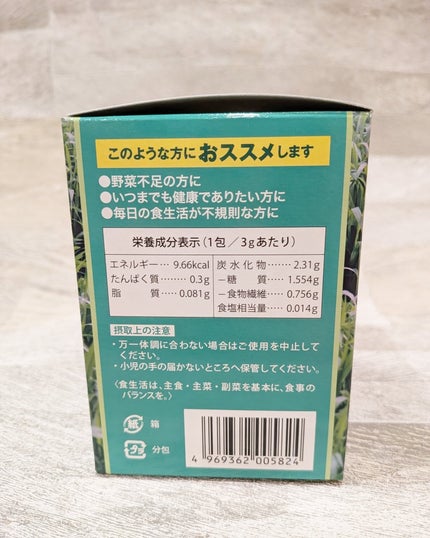 このような方におススメします
●野菜不足の方に
●いつまでも健康でありたい方に
●毎日の食生活が不規則な方に
栄養成分表示(1包／3gあたり)
エネルギー…9.66kcal
たんぱく質………0.3g
脂　　質……0.081g
炭水化物……2.31g
−糖　　質……1.554g
−食物繊維……0.756g
食塩相当量……0.014g
摂取上の注意
・万一体調に合わない場合はご使用を中止して
ください。
・小児の手の届かないところへ保管してください。
〈食生活は、主食・主菜・副菜を基本に、食事の
バランスを。〉
紙 箱
プラ 分包
4 969362 005824